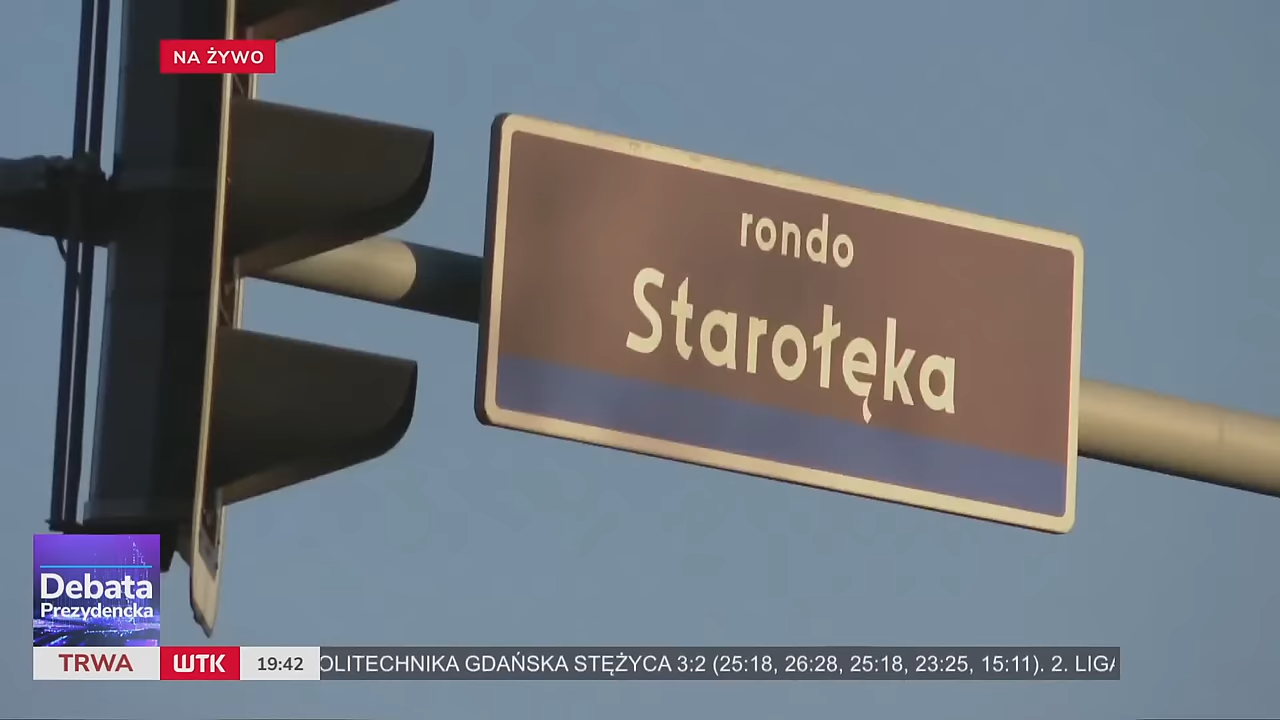 NA ŻYWO
rondo
Starołęka
Debata
Prezydencka
TRWA WTK 19:42 OLITECHNIKA GDAŃSKA STĘŻYCA 3:2 (25:18, 26:28, 25:18, 23:25, 15:11). 2. LIGA